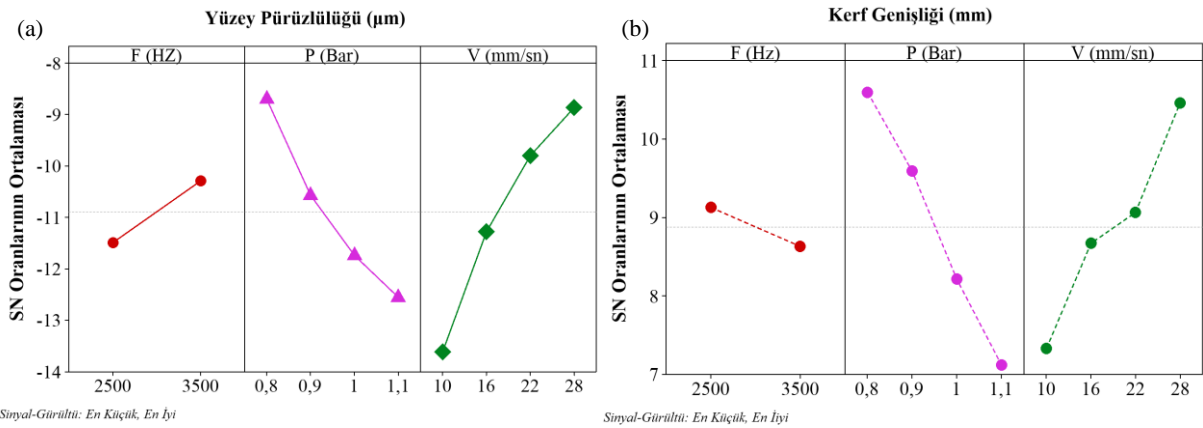 Yüzey Pürüzlülüğü (µm)
(a)
F (HZ) P (Bar) V (mm/sn)
SN Oranlarının Ortalaması
-8
-9
-10
-11
-12
-13
-14
2500 3500 0,8 0,9 1 1,1 10 16 22 28
Sinyal-Gürültü: En Küçük, En İyi
Kerf Genişliği (mm)
(b)
F (Hz) P (Bar) V (mm/sn)
SN Oranlarının Ortalaması
11
10
9
8
7
2500 3500 0,8 0,9 1 1,1 10 16 22 28
Sinyal-Gürültü: En Küçük, En İiyi